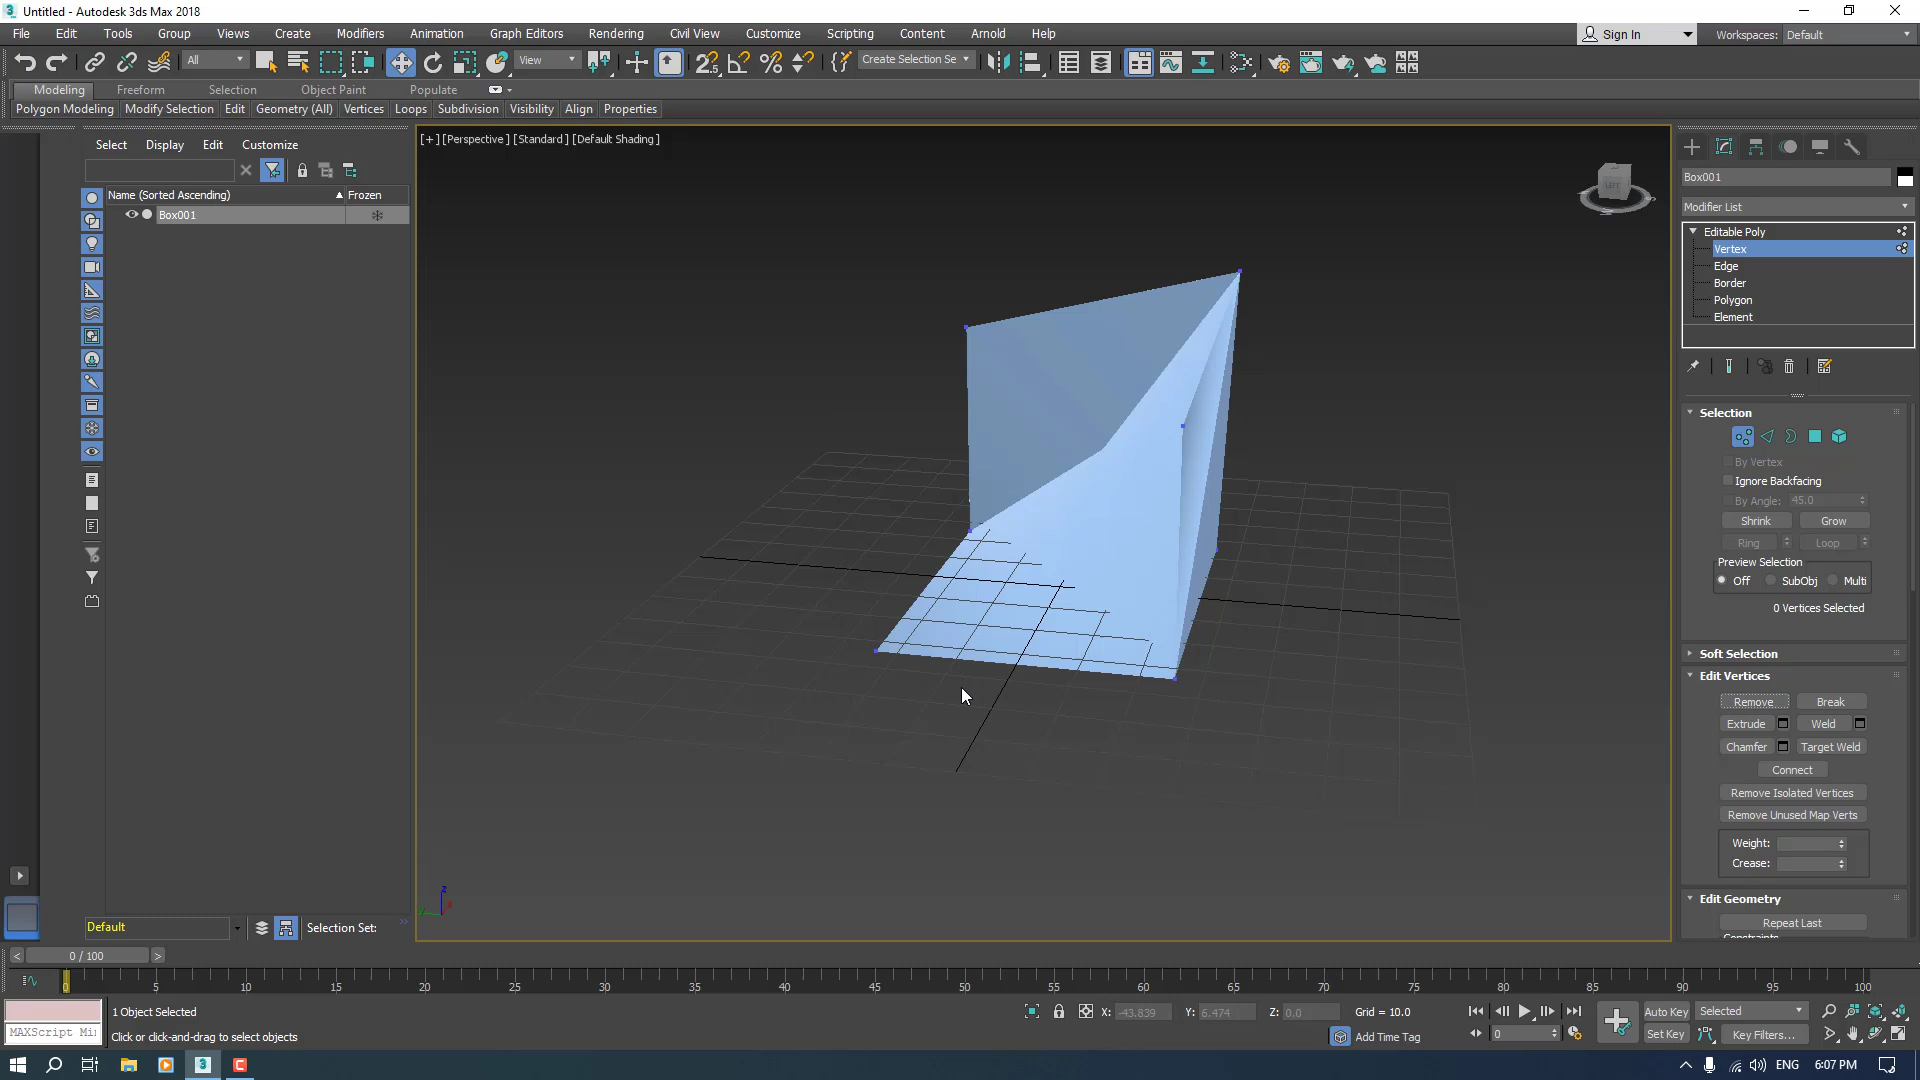 Untitled - Autodesk 3ds Max 2018
File Edit Tools Group Views Create Modifiers Animation Graph Editors Rendering Civil View Customize Scripting Content Arnold Help
Sign In Workspaces: Default
All View Create Selection Se
Modeling Freeform Selection Object Paint Populate
Polygon Modeling Modify Selection Edit Geometry (All) Vertices Loops Subdivision Visibility Align Properties
Select Display Edit Customize
[+] [Perspective] [Standard] [Default Shading]
Name (Sorted Ascending) Frozen
Box001
Box001
Modifier List
Editable Poly
Vertex
Edge
Border
Polygon
Element
Selection
By Vertex
Ignore Backfacing
By Angle: 45.0
Shrink Grow
Ring Loop
Preview Selection
Off SubObj Multi
0 Vertices Selected
Soft Selection
Edit Vertices
Remove Break
Extrude Weld
Chamfer Target Weld
Connect
Remove Isolated Vertices
Remove Unused Map Verts
Weight:
Crease:
Edit Geometry
Repeat Last
Constraints
z
Default Selection Set:
< 0 / 100 >
0 5 10 15 20 25 30 35 40 45 50 55 60 65 70 75 80 85 90 95 100
1 Object Selected X: -43.839 Y: 6.474 Z: 0.0 Grid = 10.0 Auto Key Selected
MAXScript Mi Click or click-and-drag to select objects Add Time Tag 0 Set Key Key Filters...
ENG 6:07 PM